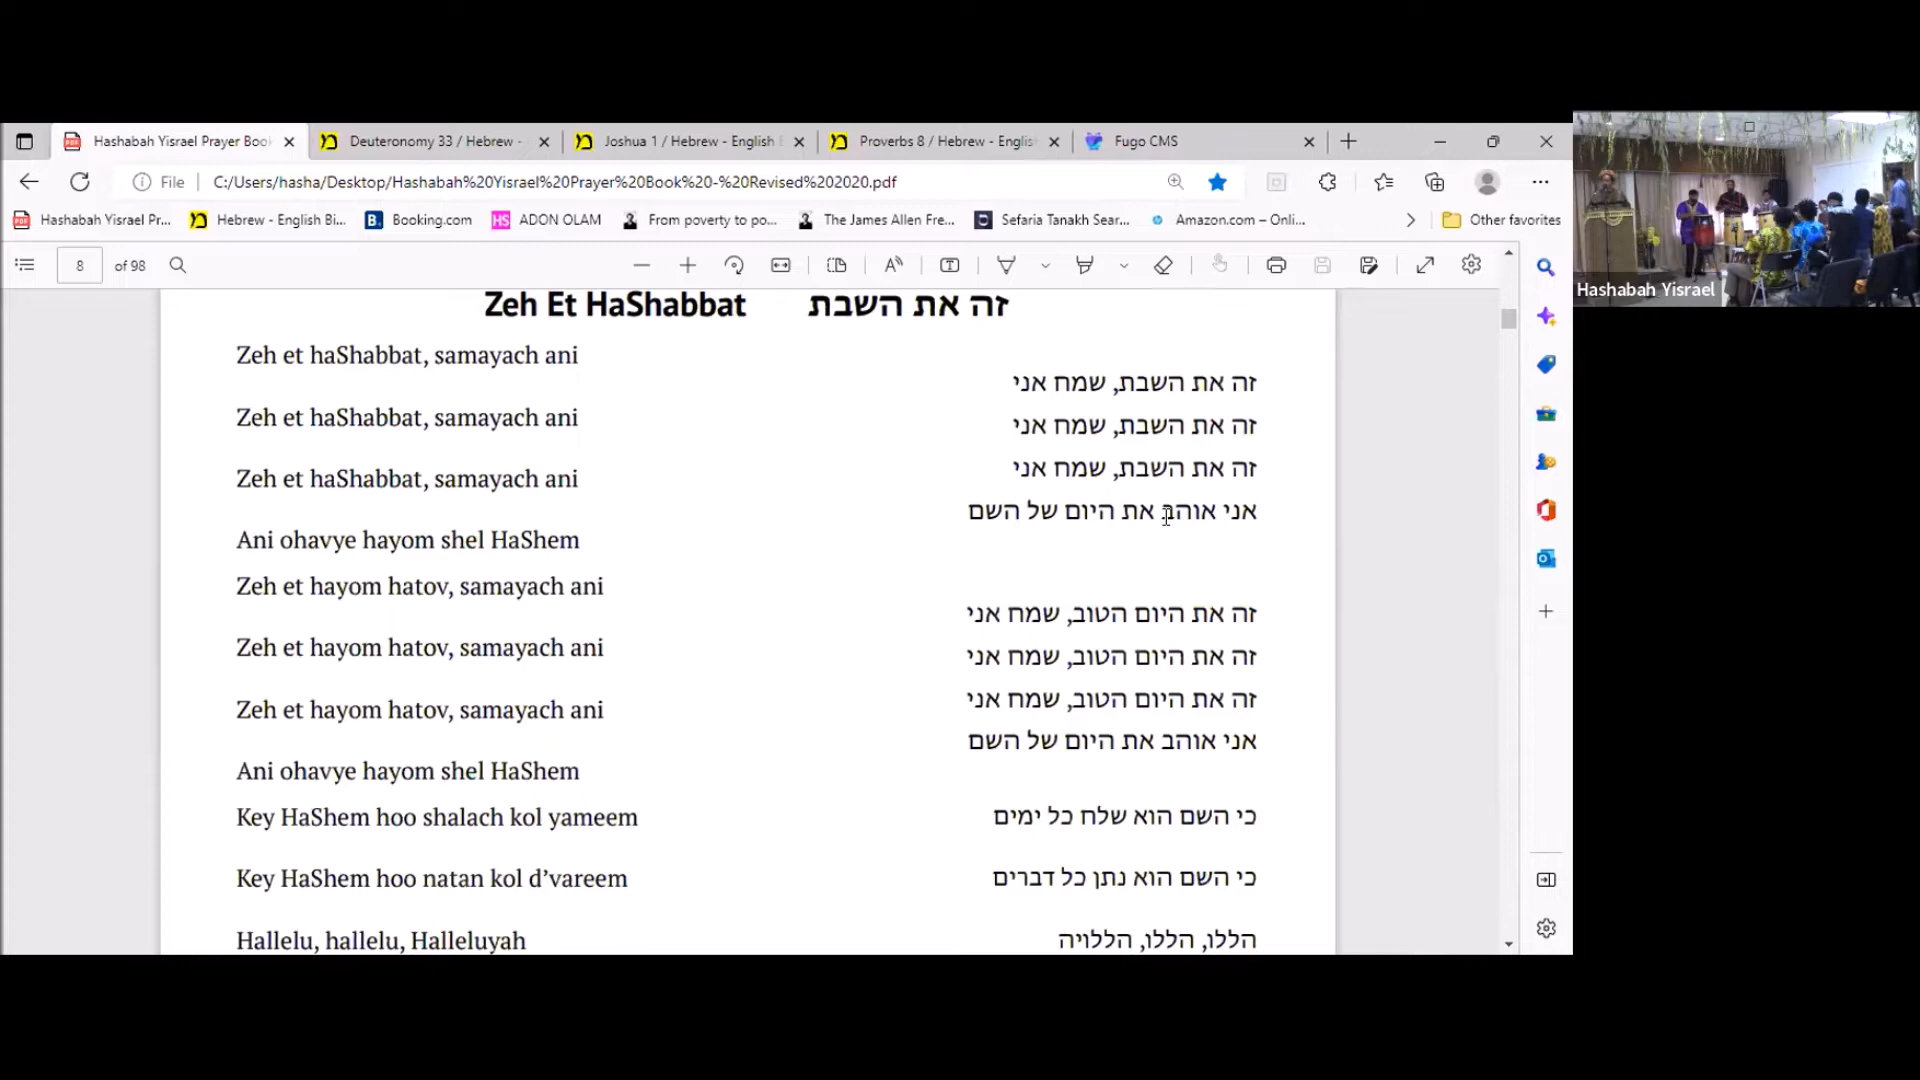 Hashabah Yisrael Prayer Boo
Deuteronomy 33 / Hebrew -
Joshua 1 / Hebrew - English
Proverbs 8 / Hebrew - Englis
Fugo CMS
File
C:/Users/hasha/Desktop/Hashabah%20Yisrael%20Prayer%20Book%20-%20Revised%202020.pdf
Hashabah Yisrael Pr...
Hebrew - English Bi...
Booking.com
HS ADON OLAM
From poverty to po...
The James Allen Fre...
Sefaria Tanakh Sear...
Amazon.com – Onli...
Other favorites
8 of 98
Hashabah Yisrael
Zeh Et HaShabbat זה את השבת
Zeh et haShabbat, samayach ani
זה את השבת, שמח אני
Zeh et haShabbat, samayach ani
זה את השבת, שמח אני
Zeh et haShabbat, samayach ani
זה את השבת, שמח אני
אני אוהב את היום של השם
Ani ohavye hayom shel HaShem
Zeh et hayom hatov, samayach ani
זה את היום הטוב, שמח אני
Zeh et hayom hatov, samayach ani
זה את היום הטוב, שמח אני
Zeh et hayom hatov, samayach ani
זה את היום הטוב, שמח אני
אני אוהב את היום של השם
Ani ohavye hayom shel HaShem
Key HaShem hoo shalach kol yameem
כי השם הוא שלח כל ימים
Key HaShem hoo natan kol d’vareem
כי השם הוא נתן כל דברים
Hallelu, hallelu, Halleluyah
הללו, הללו, הללויה